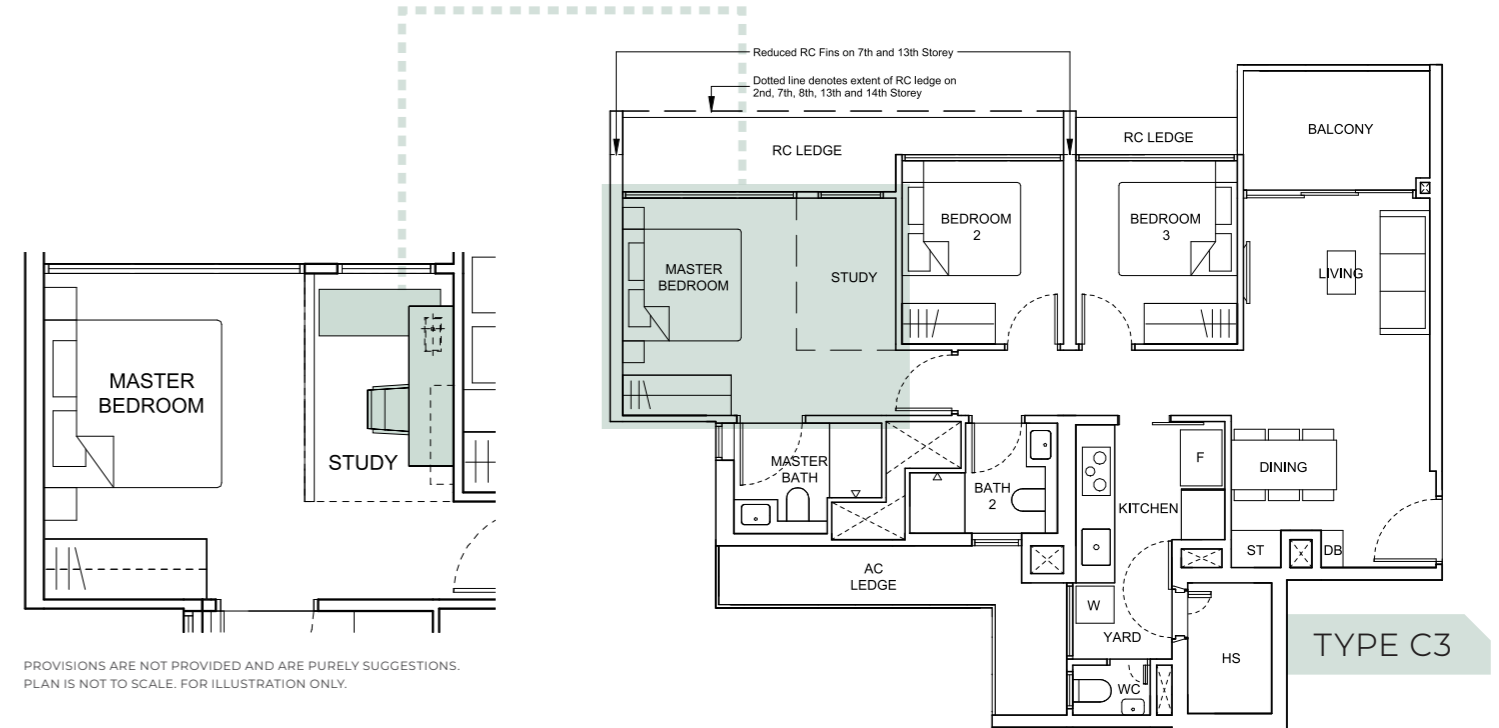 Reduced RC Fins on 7th and 13th Storey
Dotted line denotes extent of RC ledge on
2nd, 7th, 8th, 13th and 14th Storey
RC LEDGE
RC LEDGE
BALCONY
MASTER
BEDROOM
STUDY
BEDROOM
2
BEDROOM
3
LIVING
MASTER
BATH
BATH
2
KITCHEN
F
DINING
ST
DB
AC
LEDGE
W
YARD
WC
HS
MASTER
BEDROOM
STUDY
PROVISIONS ARE NOT PROVIDED AND ARE PURELY SUGGESTIONS.
PLAN IS NOT TO SCALE. FOR ILLUSTRATION ONLY.
TYPE C3